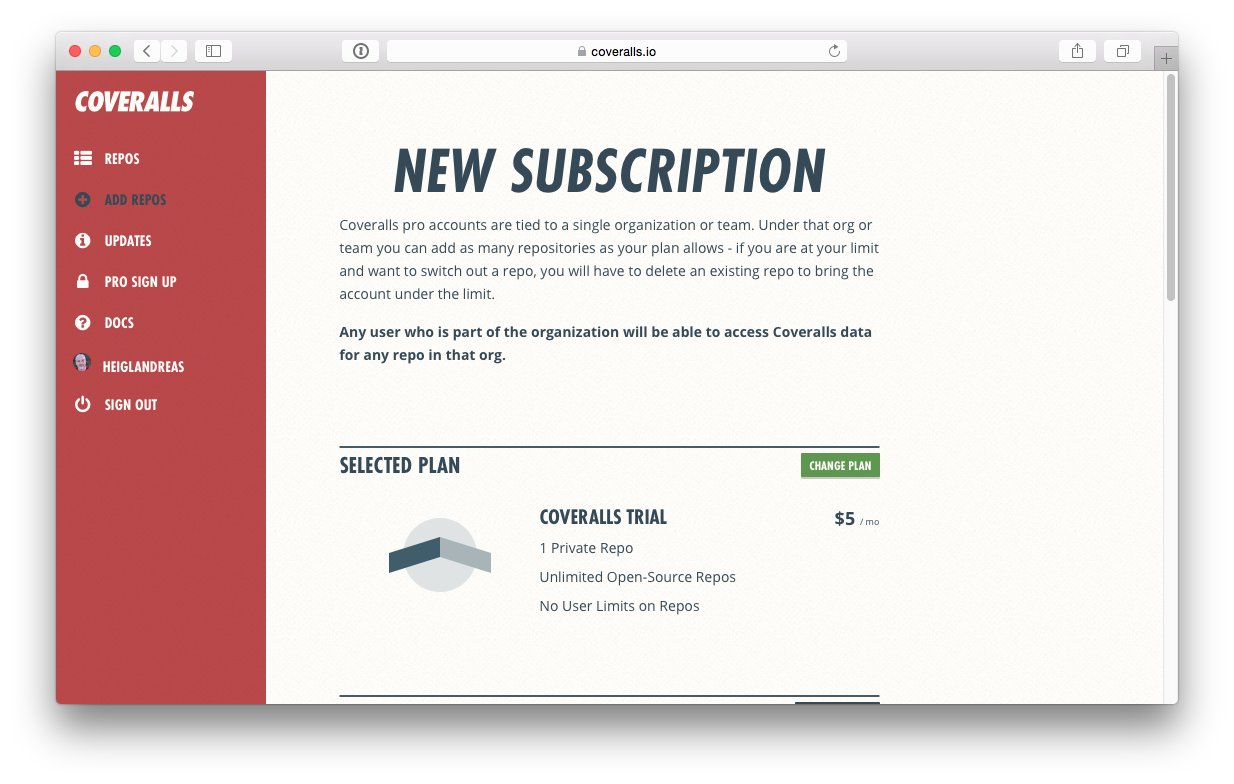 coveralls.io
COVERALLS
REPOS
ADD REPOS
UPDATES
PRO SIGN UP
DOCS
HEIGLANDREAS
SIGN OUT
NEW SUBSCRIPTION
Coveralls pro accounts are tied to a single organization or team. Under that org or
team you can add as many repositories as your plan allows - if you are at your limit
and want to switch out a repo, you will have to delete an existing repo to bring the
account under the limit.
Any user who is part of the organization will be able to access Coveralls data
for any repo in that org.
SELECTED PLAN
CHANGE PLAN
COVERALLS TRIAL
$5 / mo
1 Private Repo
Unlimited Open-Source Repos
No User Limits on Repos